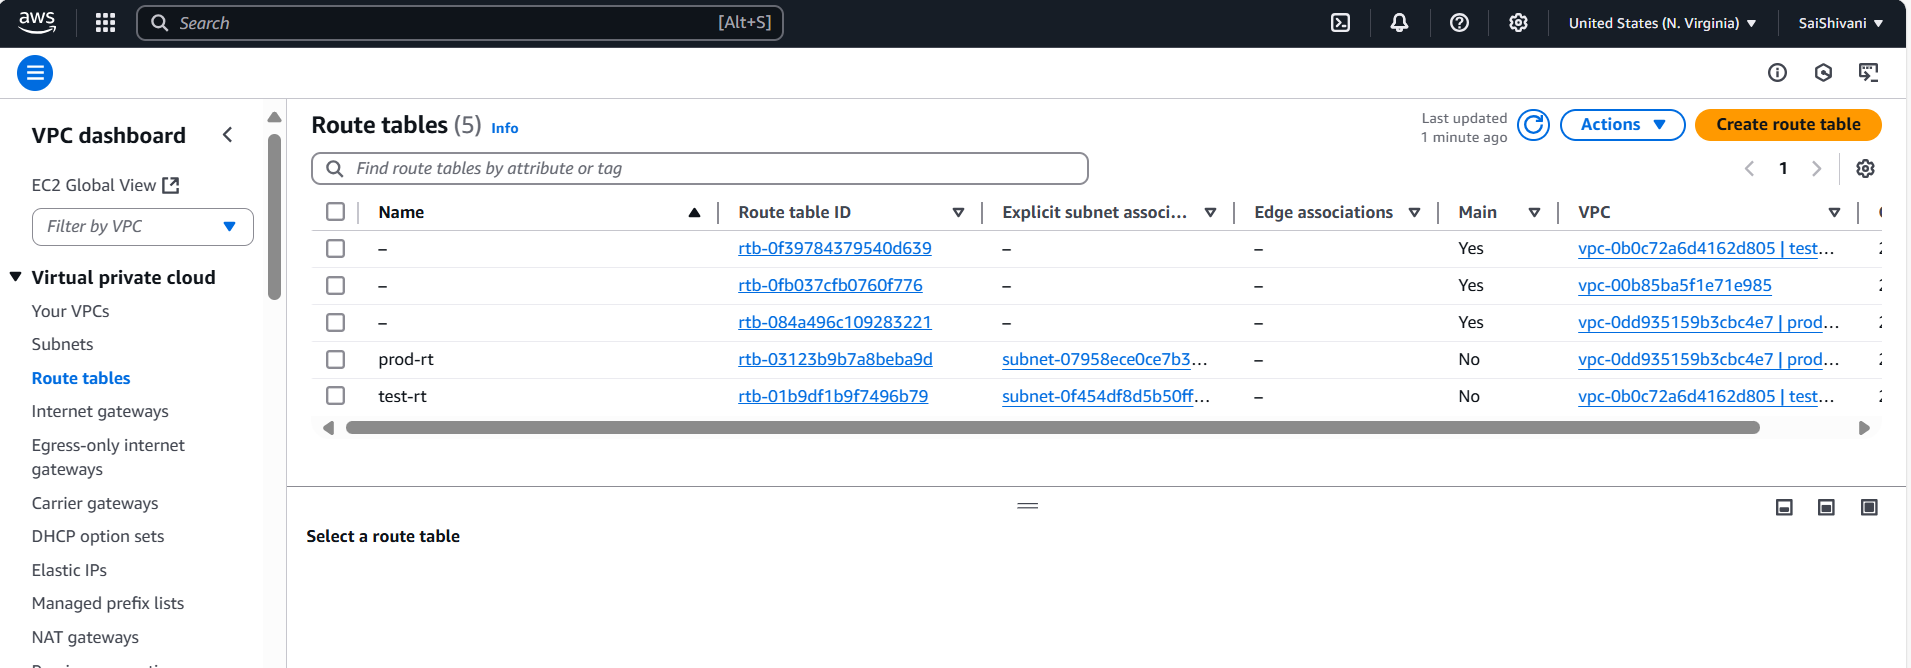 aws
Search [Alt+S]
United States (N. Virginia)
SaiShivani
VPC dashboard
EC2 Global View
Filter by VPC
Virtual private cloud
Your VPCs
Subnets
Route tables
Internet gateways
Egress-only internet
gateways
Carrier gateways
DHCP option sets
Elastic IPs
Managed prefix lists
NAT gateways
Route tables (5) Info
Last updated
1 minute ago
Actions
Create route table
Find route tables by attribute or tag
1
Name Route table ID Explicit subnet associ... Edge associations Main VPC
– rtb-0f39784379540d639 – – Yes vpc-0b0c72a6d4162d805 | test...
– rtb-0fb037cfb0760f776 – – Yes vpc-00b85ba5f1e71e985
– rtb-084a496c109283221 – – Yes vpc-0dd935159b3cbc4e7 | prod...
prod-rt rtb-03123b9b7a8beba9d subnet-07958ece0ce7b3... – No vpc-0dd935159b3cbc4e7 | prod...
test-rt rtb-01b9df1b9f7496b79 subnet-0f454df8d5b50ff... – No vpc-0b0c72a6d4162d805 | test...
Select a route table